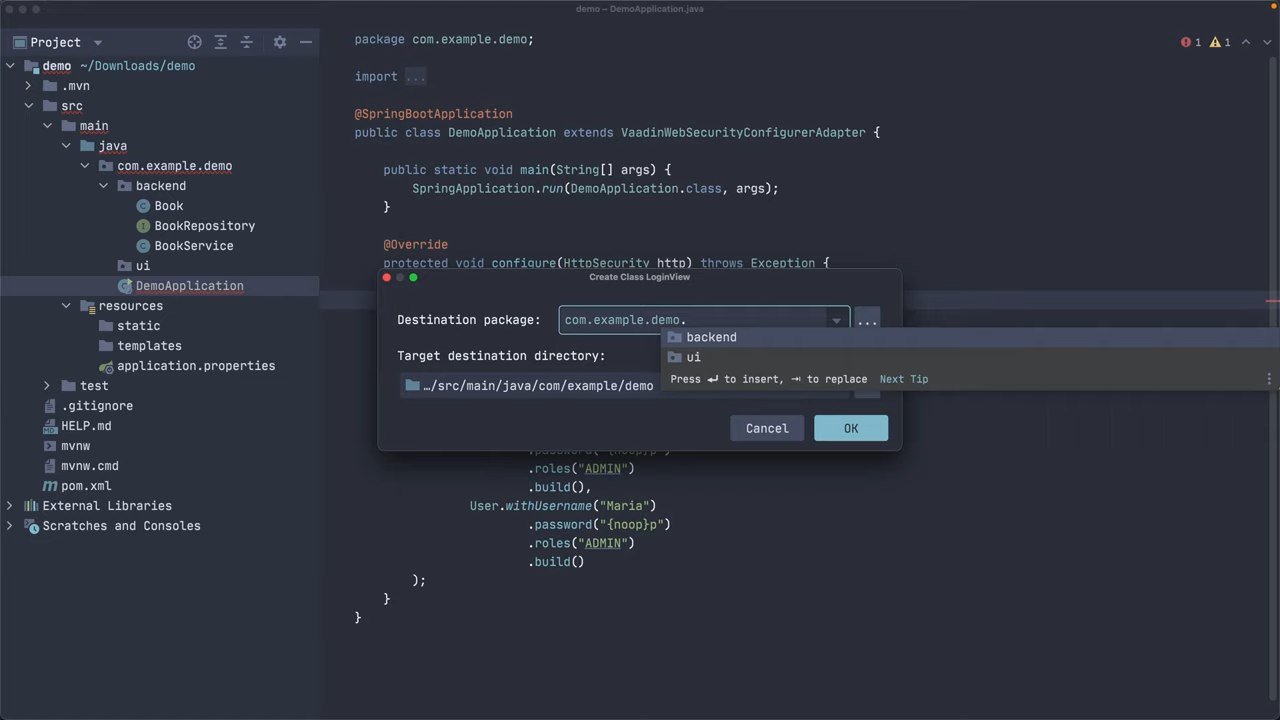 demo – DemoApplication.java
Project
demo ~/Downloads/demo
.mvn
src
main
java
com.example.demo
backend
Book
BookRepository
BookService
ui
DemoApplication
resources
static
templates
application.properties
test
.gitignore
HELP.md
mvnw
mvnw.cmd
pom.xml
External Libraries
Scratches and Consoles
1 1
package com.example.demo;
import ...
@SpringBootApplication
public class DemoApplication extends VaadinWebSecurityConfigurerAdapter {
public static void main(String[] args) {
SpringApplication.run(DemoApplication.class, args);
}
@Override
protected void configure(HttpSecurity http) throws Exception {
Create Class LoginView
Destination package: com.example.demo. ...
backend
ui
Press ↵ to insert, ⇥ to replace Next Tip
Target destination directory:
…/src/main/java/com/example/demo
Cancel OK
.password("{noop}p")
.roles("ADMIN")
.build(),
User.withUsername("Maria")
.password("{noop}p")
.roles("ADMIN")
.build()
);
}
}